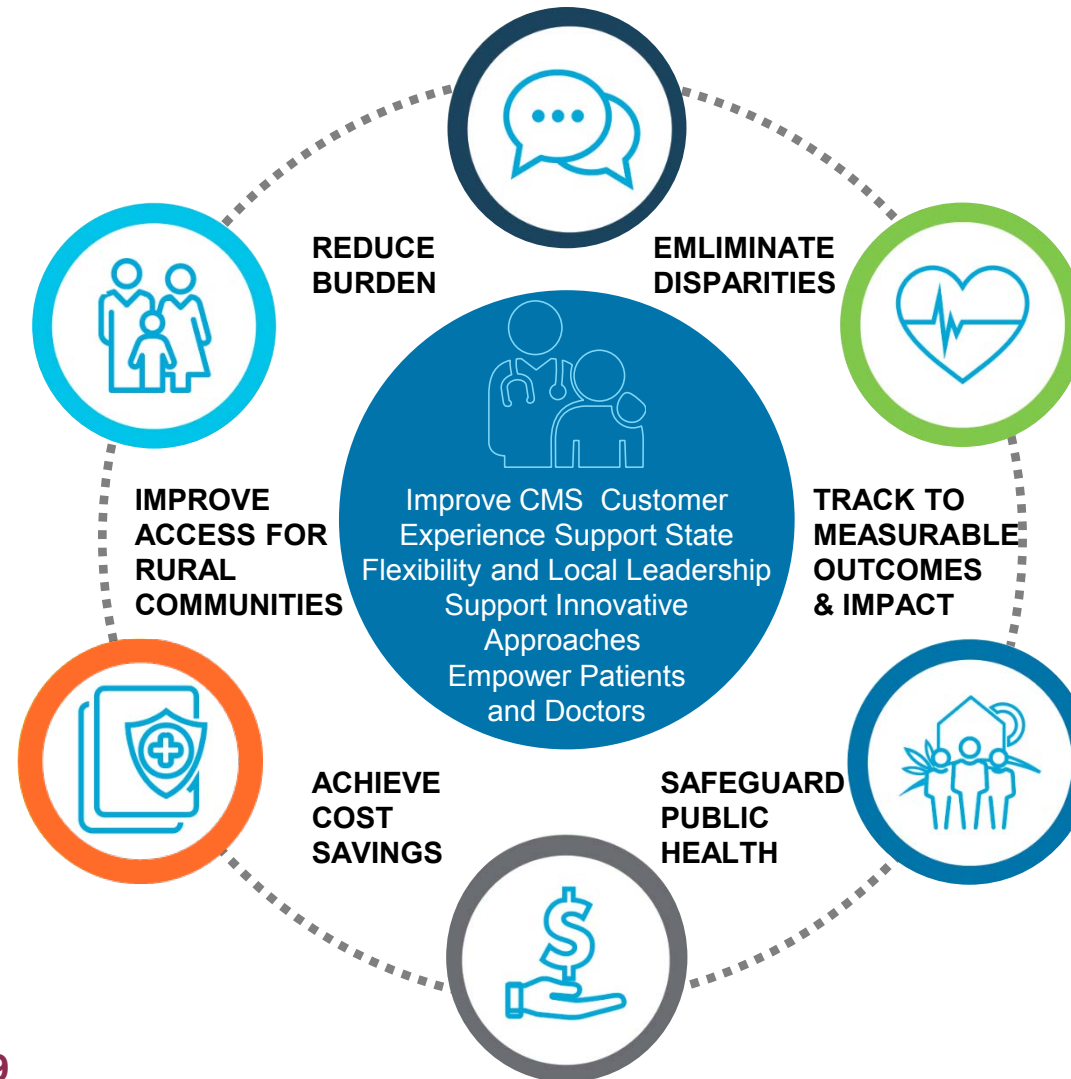 REDUCE
BURDEN
EMLIMINATE
DISPARITIES
IMPROVE
ACCESS FOR
RURAL
COMMUNITIES
Improve CMS Customer
Experience Support State
Flexibility and Local Leadership
Support Innovative
Approaches
Empower Patients
and Doctors
TRACK TO
MEASURABLE
OUTCOMES
& IMPACT
ACHIEVE
COST
SAVINGS
SAFEGUARD
PUBLIC
HEALTH
$
9